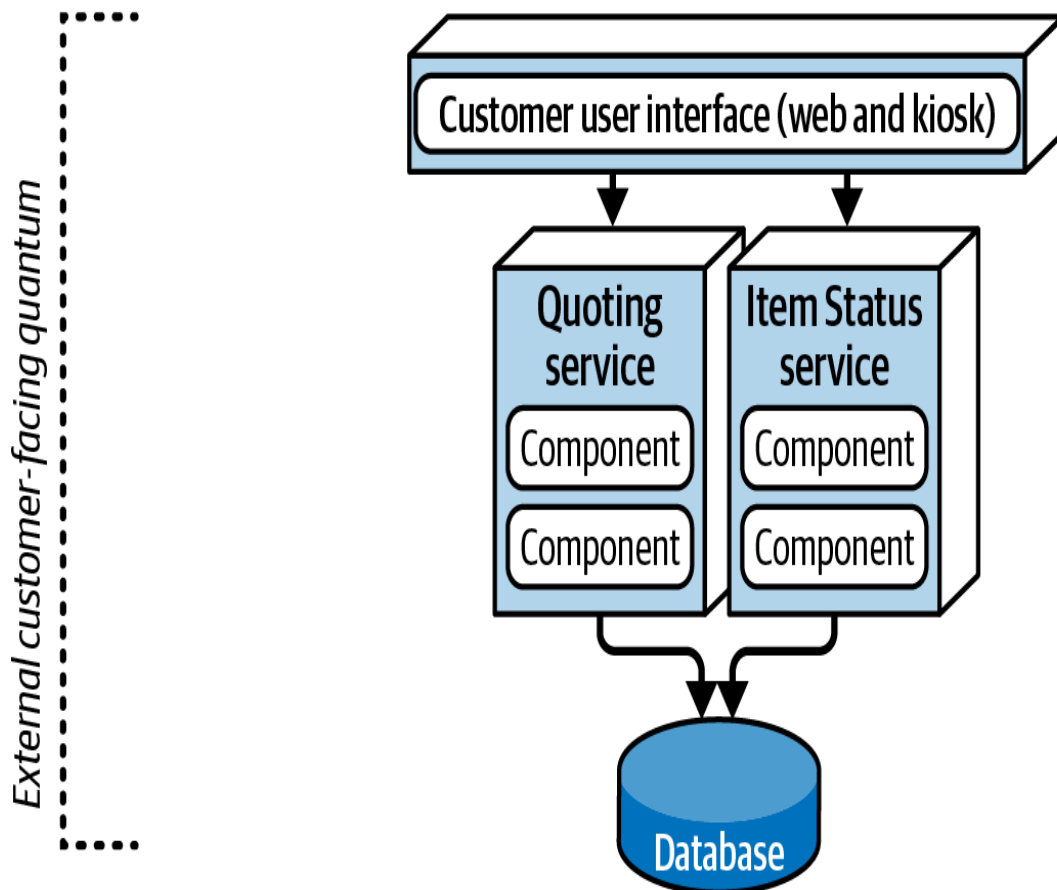 External customer-facing quantum
Customer user interface (web and kiosk)
Quoting
service
Component
Component
Item Status
service
Component
Component
Database